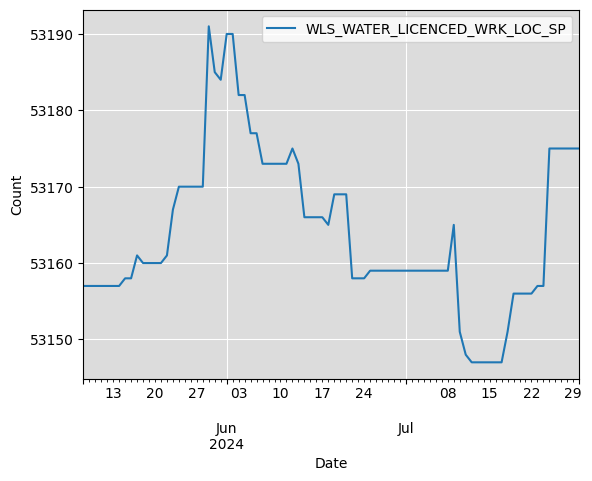 WLS_WATER_LICENCED_WRK_LOC_SP
53190
53180
53170
53160
53150
Count
13 20 27 03 10 17 24 08 15 22 29
Jun Jul
2024
Date